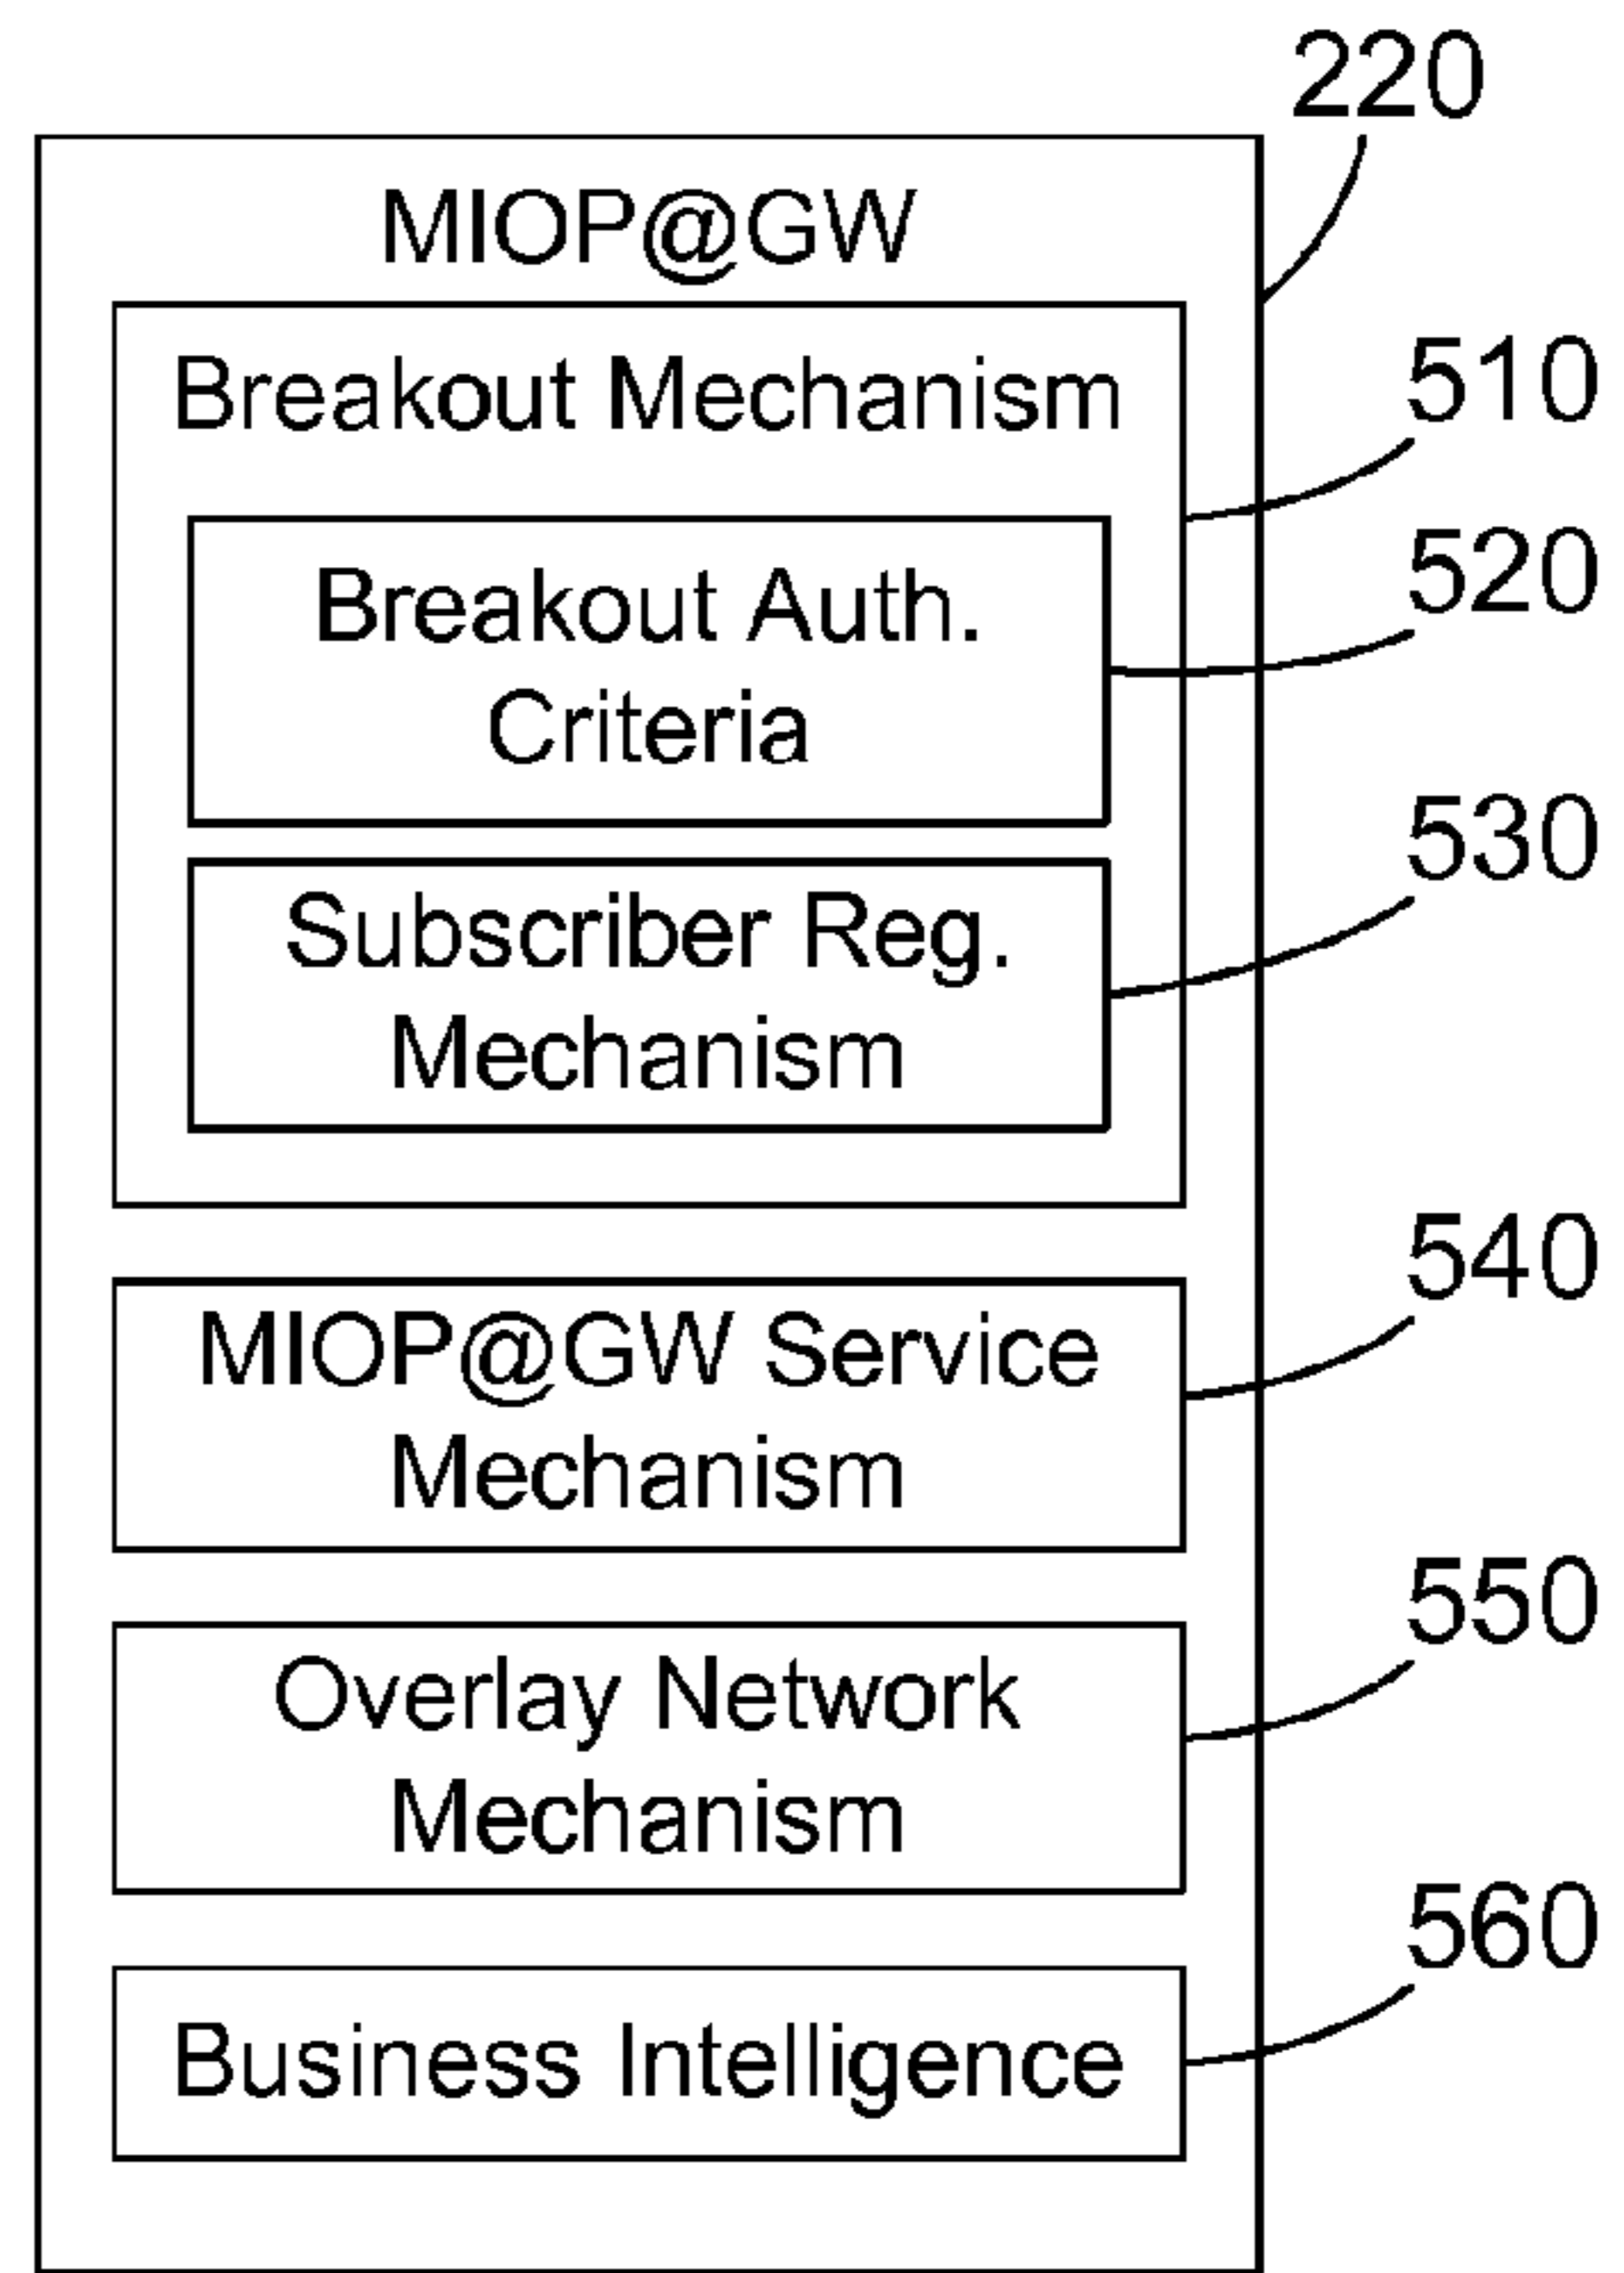 220
MIOP@GW
Breakout Mechanism
510
Breakout Auth.
Criteria
520
Subscriber Reg.
Mechanism
530
MIOP@GW Service
Mechanism
540
Overlay Network
Mechanism
550
Business Intelligence
560